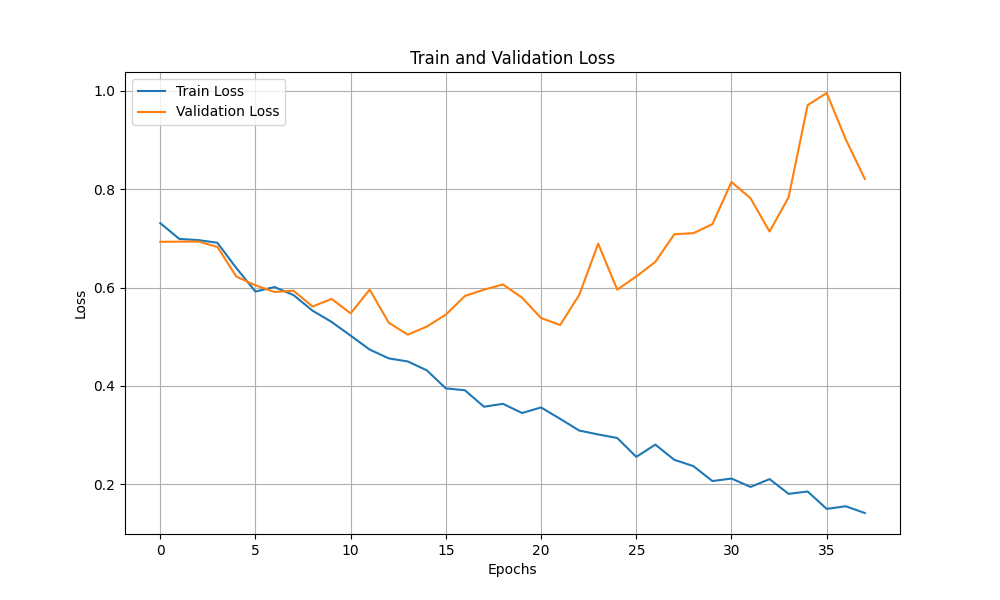 Train and Validation Loss
Train Loss
Validation Loss
1.0
0.8
0.6
0.4
0.2
Loss
0 5 10 15 20 25 30 35
Epochs